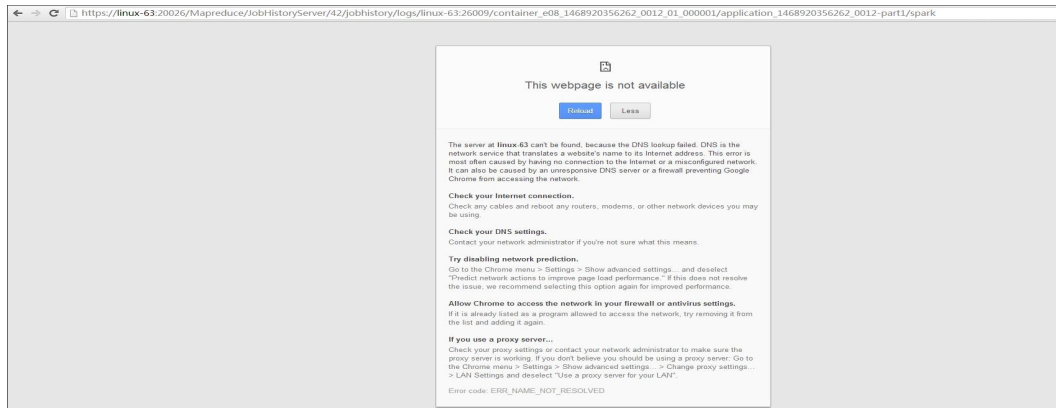 https://linux-63:20026/Mapreduce/JobHistoryServer/42/jobhistory/logs/linux-63:26009/container_e08_1468920356262_0012_01_000001/application_1468920356262_0012-part1/spark
This webpage is not available
Reload Less
The server at linux-63 can't be found, because the DNS lookup failed. DNS is the
network service that translates a website's name to its Internet address. This error is
most often caused by having no connection to the Internet or a misconfigured network.
It can also be caused by an unresponsive DNS server or a firewall preventing Google
Chrome from accessing the network.
Check your Internet connection.
Check any cables and reboot any routers, modems, or other network devices you may
be using.
Check your DNS settings.
Contact your network administrator if you're not sure what this means.
Try disabling network prediction.
Go to the Chrome menu > Settings > Show advanced settings... and deselect
"Predict network actions to improve page load performance." If this does not resolve
the issue, we recommend selecting this option again for improved performance.
Allow Chrome to access the network in your firewall or antivirus settings.
If it is already listed as a program allowed to access the network, try removing it from
the list and adding it again.
If you use a proxy server...
Check your proxy settings or contact your network administrator to make sure the
proxy server is working. If you don't believe you should be using a proxy server: Go to
the Chrome menu > Settings > Show advanced settings... > Change proxy settings...
> LAN Settings and deselect "Use a proxy server for your LAN".
Error code: ERR_NAME_NOT_RESOLVED